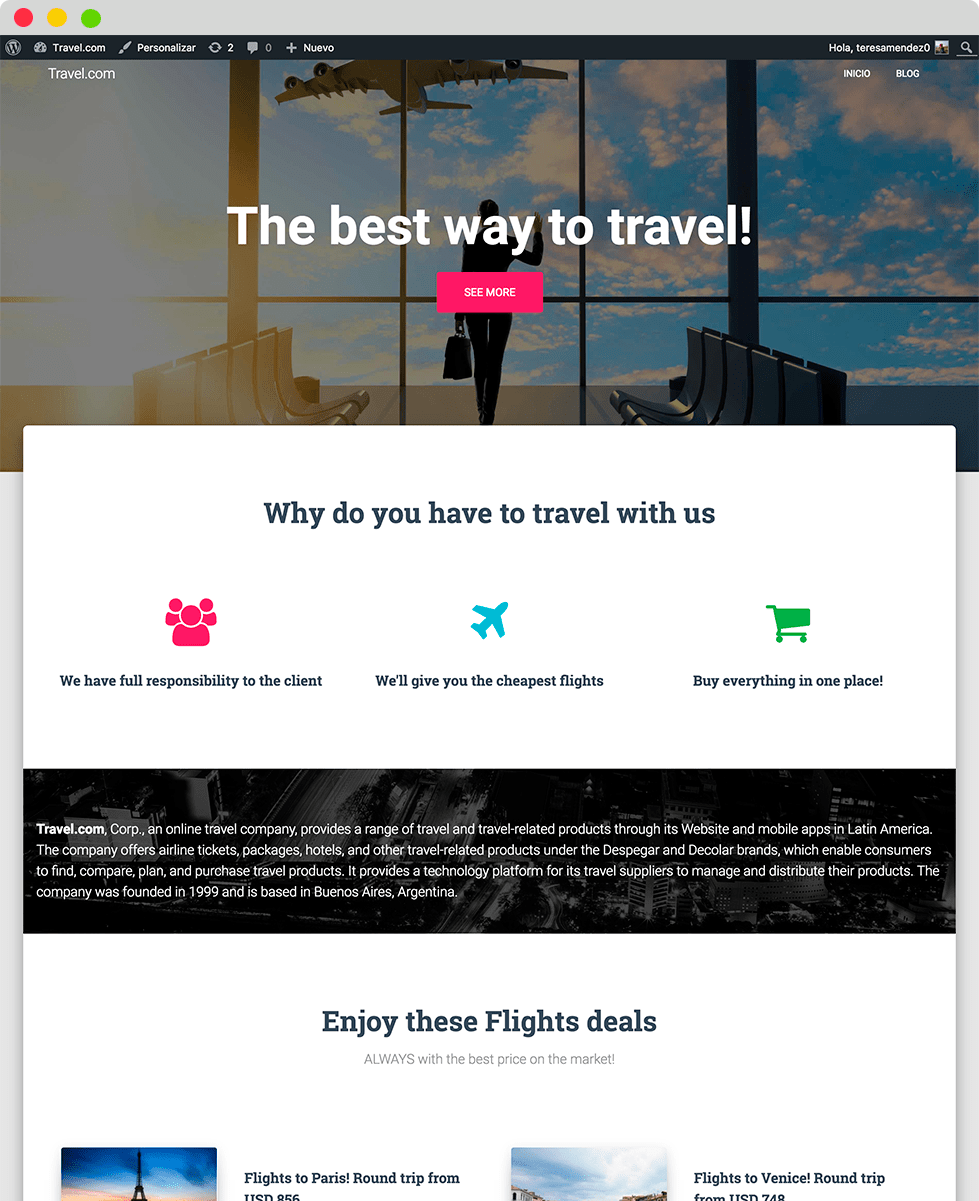 Travel.com Personalizar 2 0 Nuevo Hola, teresamendez0
Travel.com INICIO BLOG
The best way to travel!
SEE MORE
Why do you have to travel with us
We have full responsibility to the client
We'll give you the cheapest flights
Buy everything in one place!
Travel.com, Corp., an online travel company, provides a range of travel and travel-related products through its Website and mobile apps in Latin America.
The company offers airline tickets, packages, hotels, and other travel-related products under the Despegar and Decolar brands, which enable consumers
to find, compare, plan, and purchase travel products. It provides a technology platform for its travel suppliers to manage and distribute their products. The
company was founded in 1999 and is based in Buenos Aires, Argentina.
Enjoy these Flights deals
ALWAYS with the best price on the market!
Flights to Paris! Round trip from
USD 856
Flights to Venice! Round trip
from USD 748